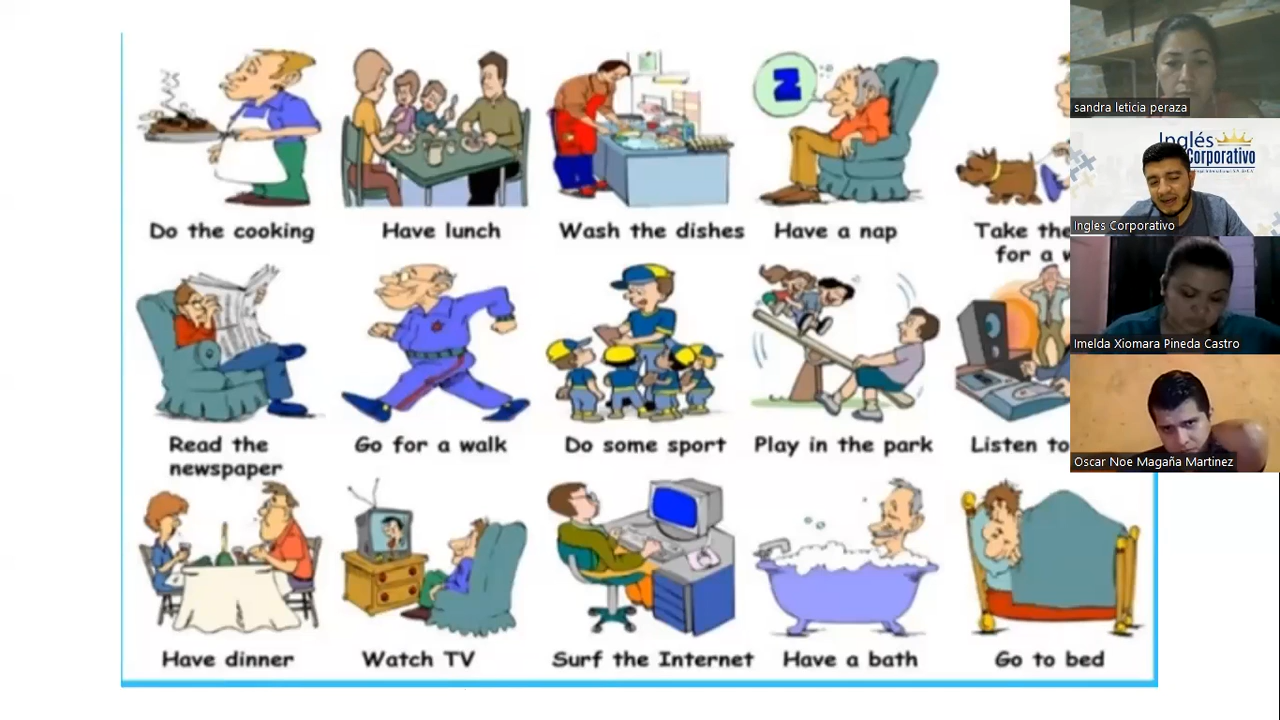 Do the cooking
Have lunch
Wash the dishes
Have a nap
Take the
for a
Read the
newspaper
Go for a walk
Do some sport
Play in the park
Listen to
Have dinner
Watch TV
Surf the Internet
Have a bath
Go to bed
Z
sandra leticia peraza
Inglés
Corporativo
Ingles Corporativo
Imelda Xiomara Pineda Castro
Oscar Noe Magaña Martinez